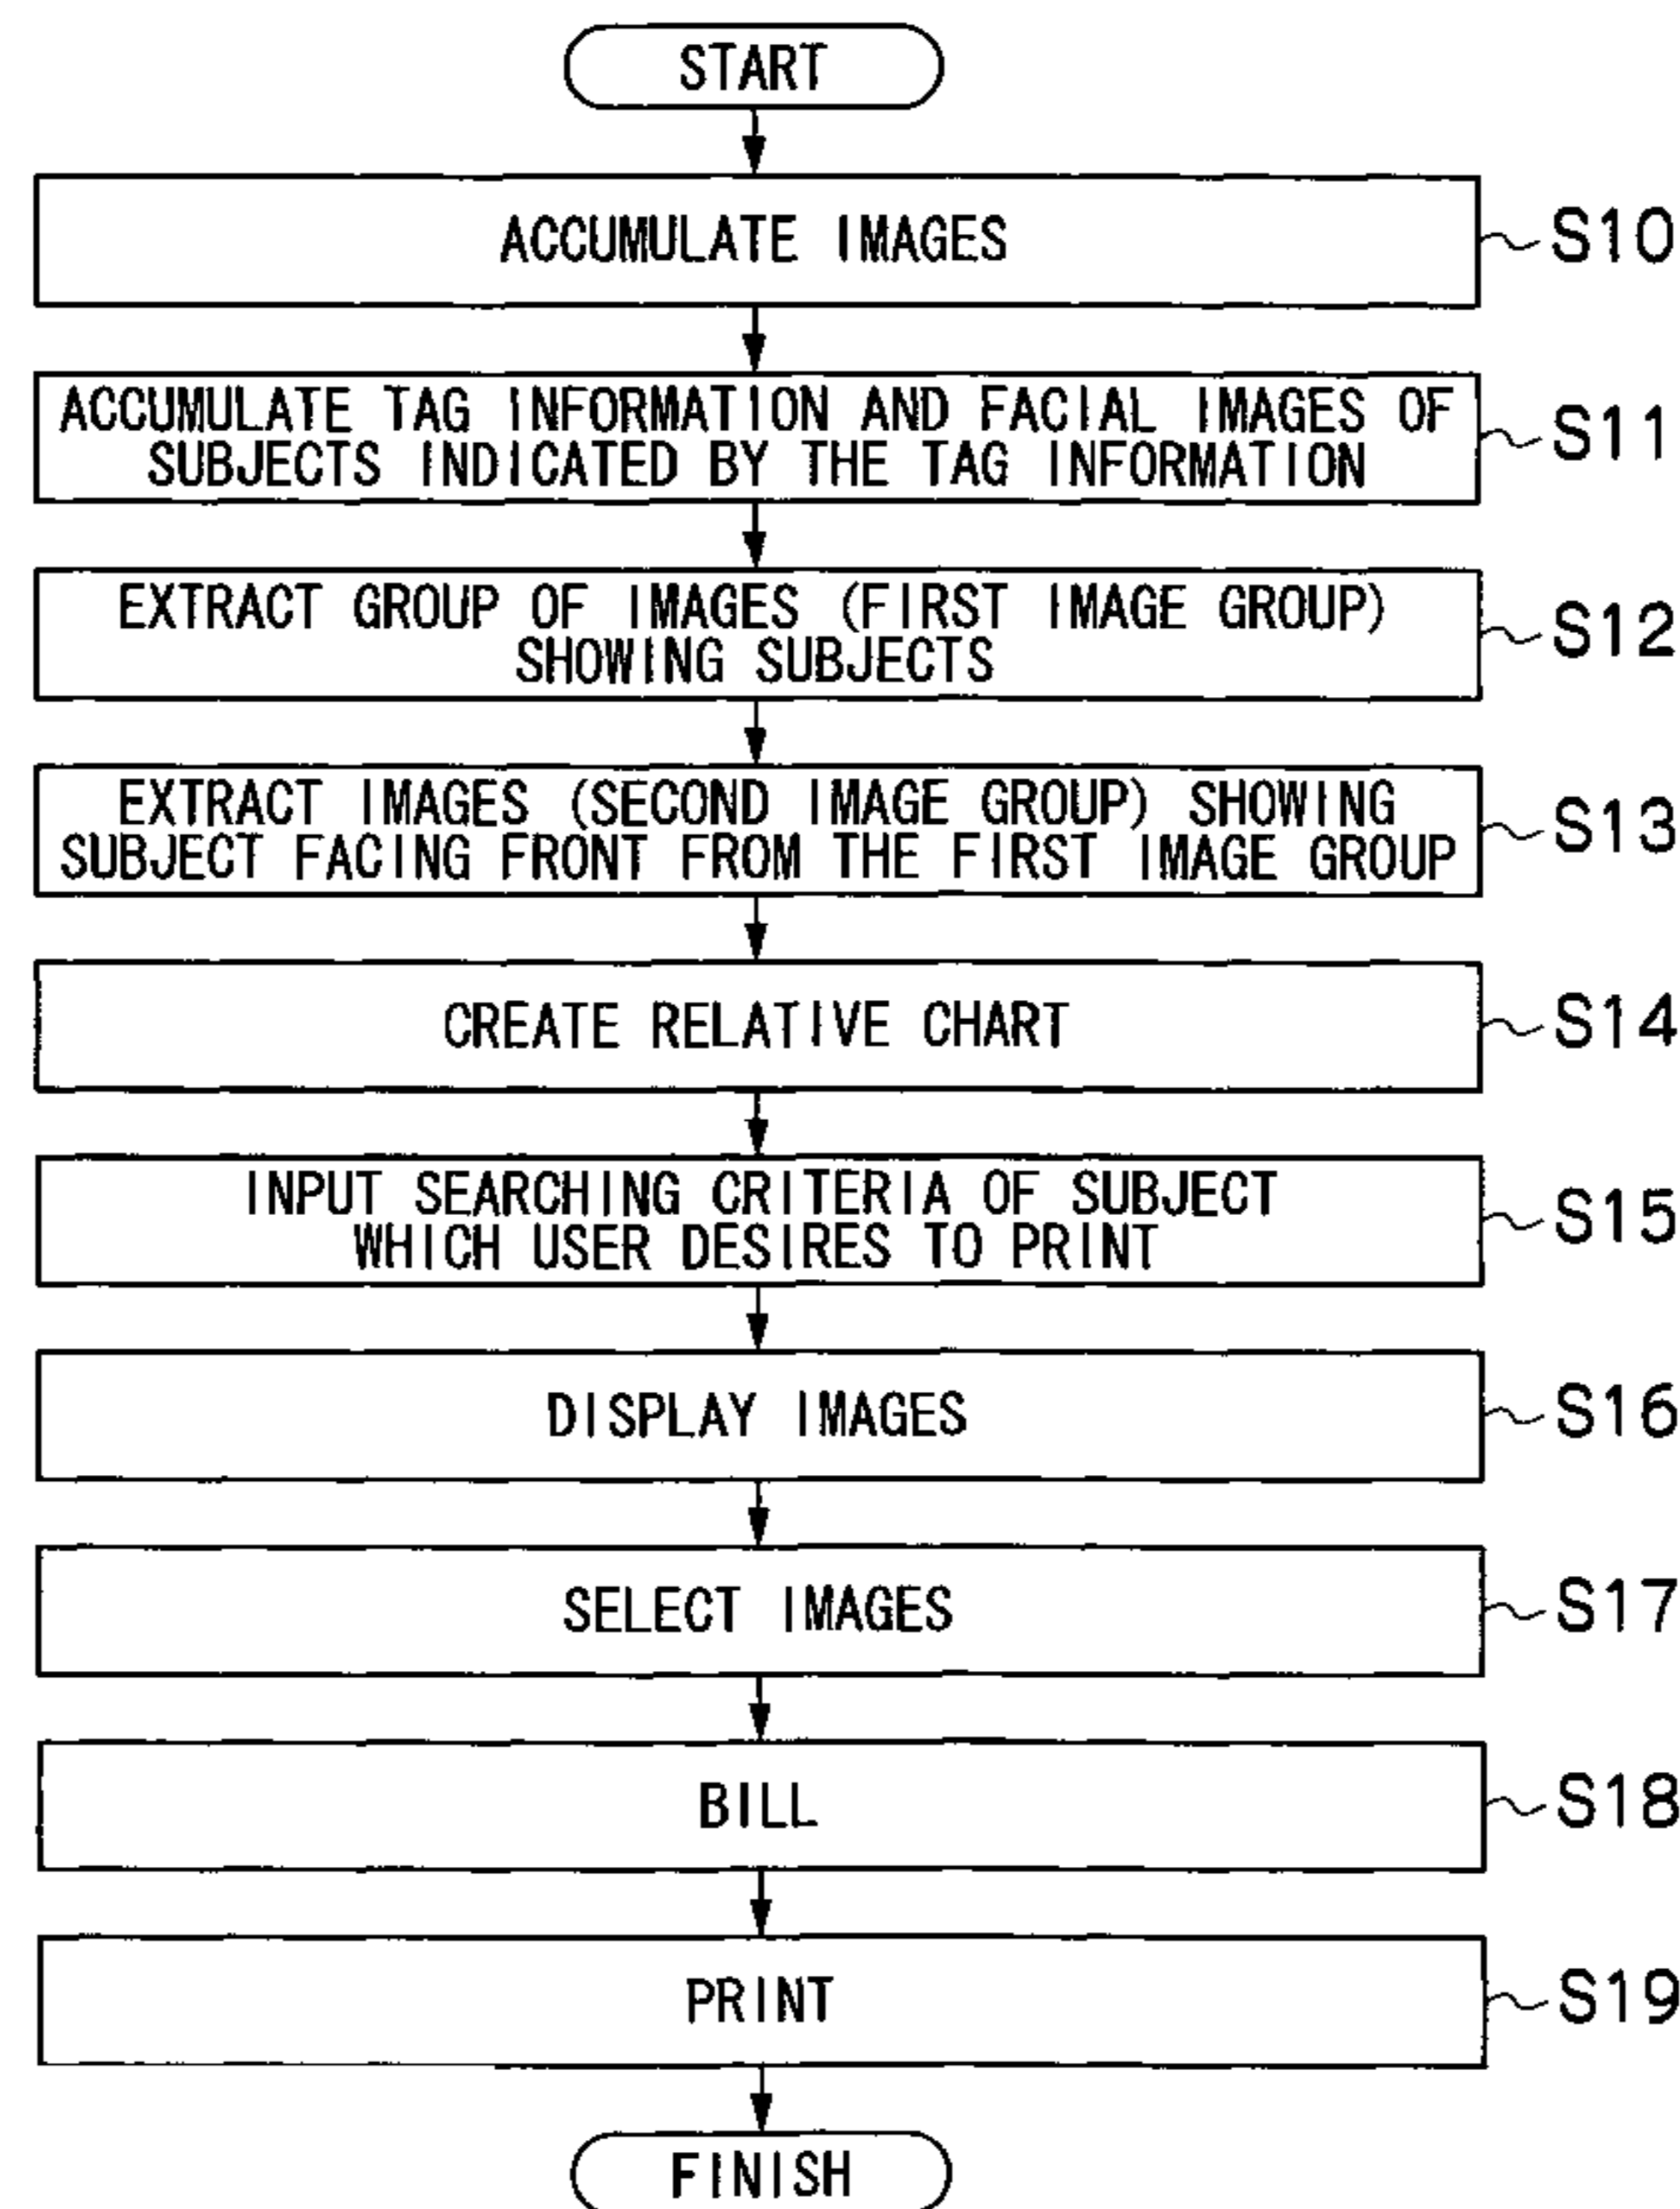 START
ACCUMULATE IMAGES
S10
ACCUMULATE TAG INFORMATION AND FACIAL IMAGES OF
SUBJECTS INDICATED BY THE TAG INFORMATION
S11
EXTRACT GROUP OF IMAGES (FIRST IMAGE GROUP)
SHOWING SUBJECTS
S12
EXTRACT IMAGES (SECOND IMAGE GROUP) SHOWING
SUBJECT FACING FRONT FROM THE FIRST IMAGE GROUP
S13
CREATE RELATIVE CHART
S14
INPUT SEARCHING CRITERIA OF SUBJECT
WHICH USER DESIRES TO PRINT
S15
DISPLAY IMAGES
S16
SELECT IMAGES
S17
BILL
S18
PRINT
S19
FINISH